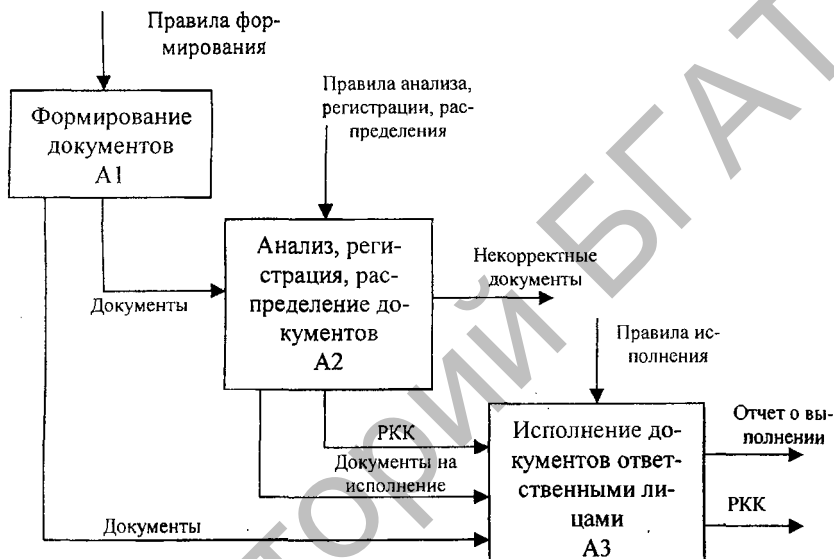 Правила фор-
мирования
Правила анализа,
регистрации, рас-
пределения
Формирование
документов
А1
Анализ, реги-
страция, рас-
пределение до-
кументов
А2
Некорректные
документы
Документы
Правила ис-
полнения
РКК
Документы на
исполнение
Исполнение до-
кументов ответ-
ственными ли-
цами
А3
Отчет о вы-
полнении
РКК
Документы
торий БГАТ